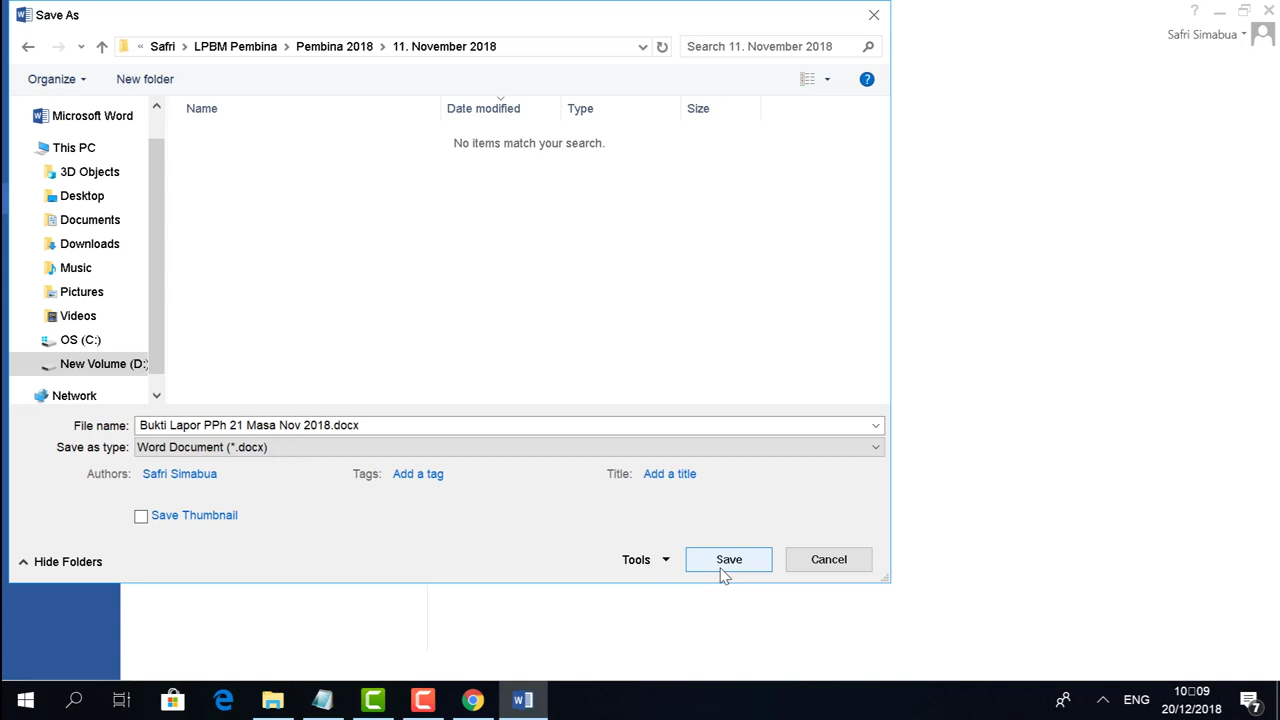 Save As
?
Safri Simabua
« Safri > LPBM Pembina > Pembina 2018 > 11. November 2018
Search 11. November 2018
Organize
New folder
?
Name
Date modified
Type
Size
No items match your search.
Microsoft Word
This PC
3D Objects
Desktop
Documents
Downloads
Music
Pictures
Videos
OS (C:)
New Volume (D:)
Network
File name: Bukti Lapor PPh 21 Masa Nov 2018.docx
Save as type: Word Document (*.docx)
Authors: Safri Simabua
Tags: Add a tag
Title: Add a title
Save Thumbnail
Hide Folders
Tools
Save
Cancel
ENG
10▯09
20/12/2018
7